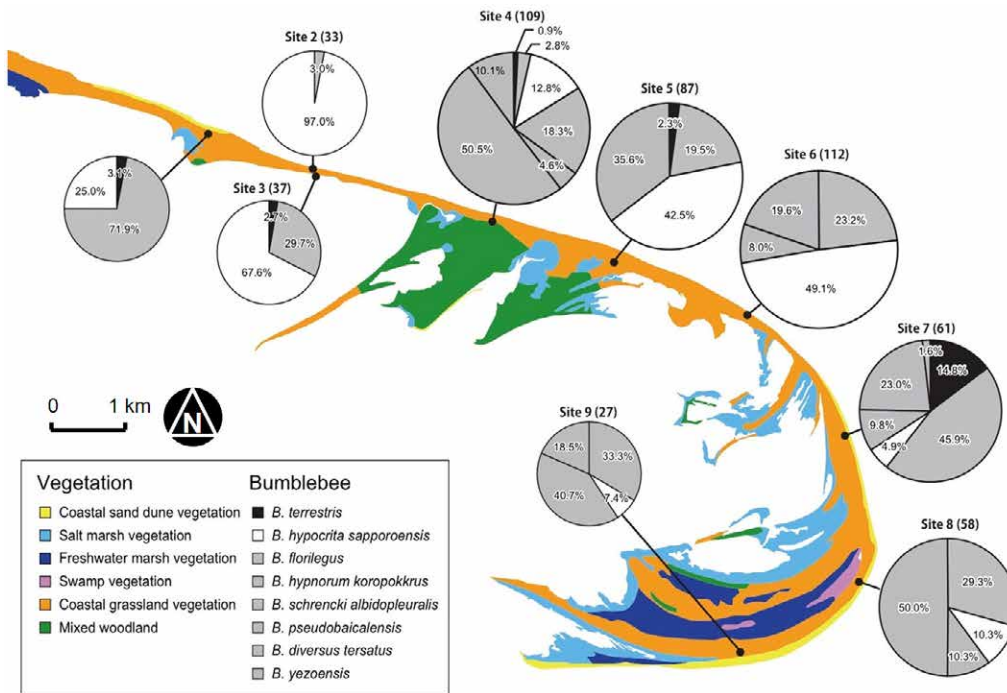 Site 2 (33)
3.0%
97.0%
Site 4 (109)
0.9%
2.8%
10.1%
12.8%
18.3%
4.6%
50.5%
Site 5 (87)
2.3%
19.5%
35.6%
42.5%
Site 6 (112)
19.6%
23.2%
8.0%
49.1%
3.1%
25.0%
71.9%
Site 3 (37)
2.7%
29.7%
67.6%
Site 7 (61)
1.6%
14.8%
23.0%
9.8%
4.9%
45.9%
0 1 km
N
Site 9 (27)
18.5%
33.3%
7.4%
40.7%
Site 8 (58)
29.3%
50.0%
10.3%
10.3%
Vegetation
Coastal sand dune vegetation
Salt marsh vegetation
Freshwater marsh vegetation
Swamp vegetation
Coastal grassland vegetation
Mixed woodland
Bumblebee
B. terrestris
B. hypocrita sapporoensis
B. florilegus
B. hypnorum koropokkrus
B. schrencki albidopleuralis
B. pseudobaicalensis
B. diversus tersatus
B. yezoensis